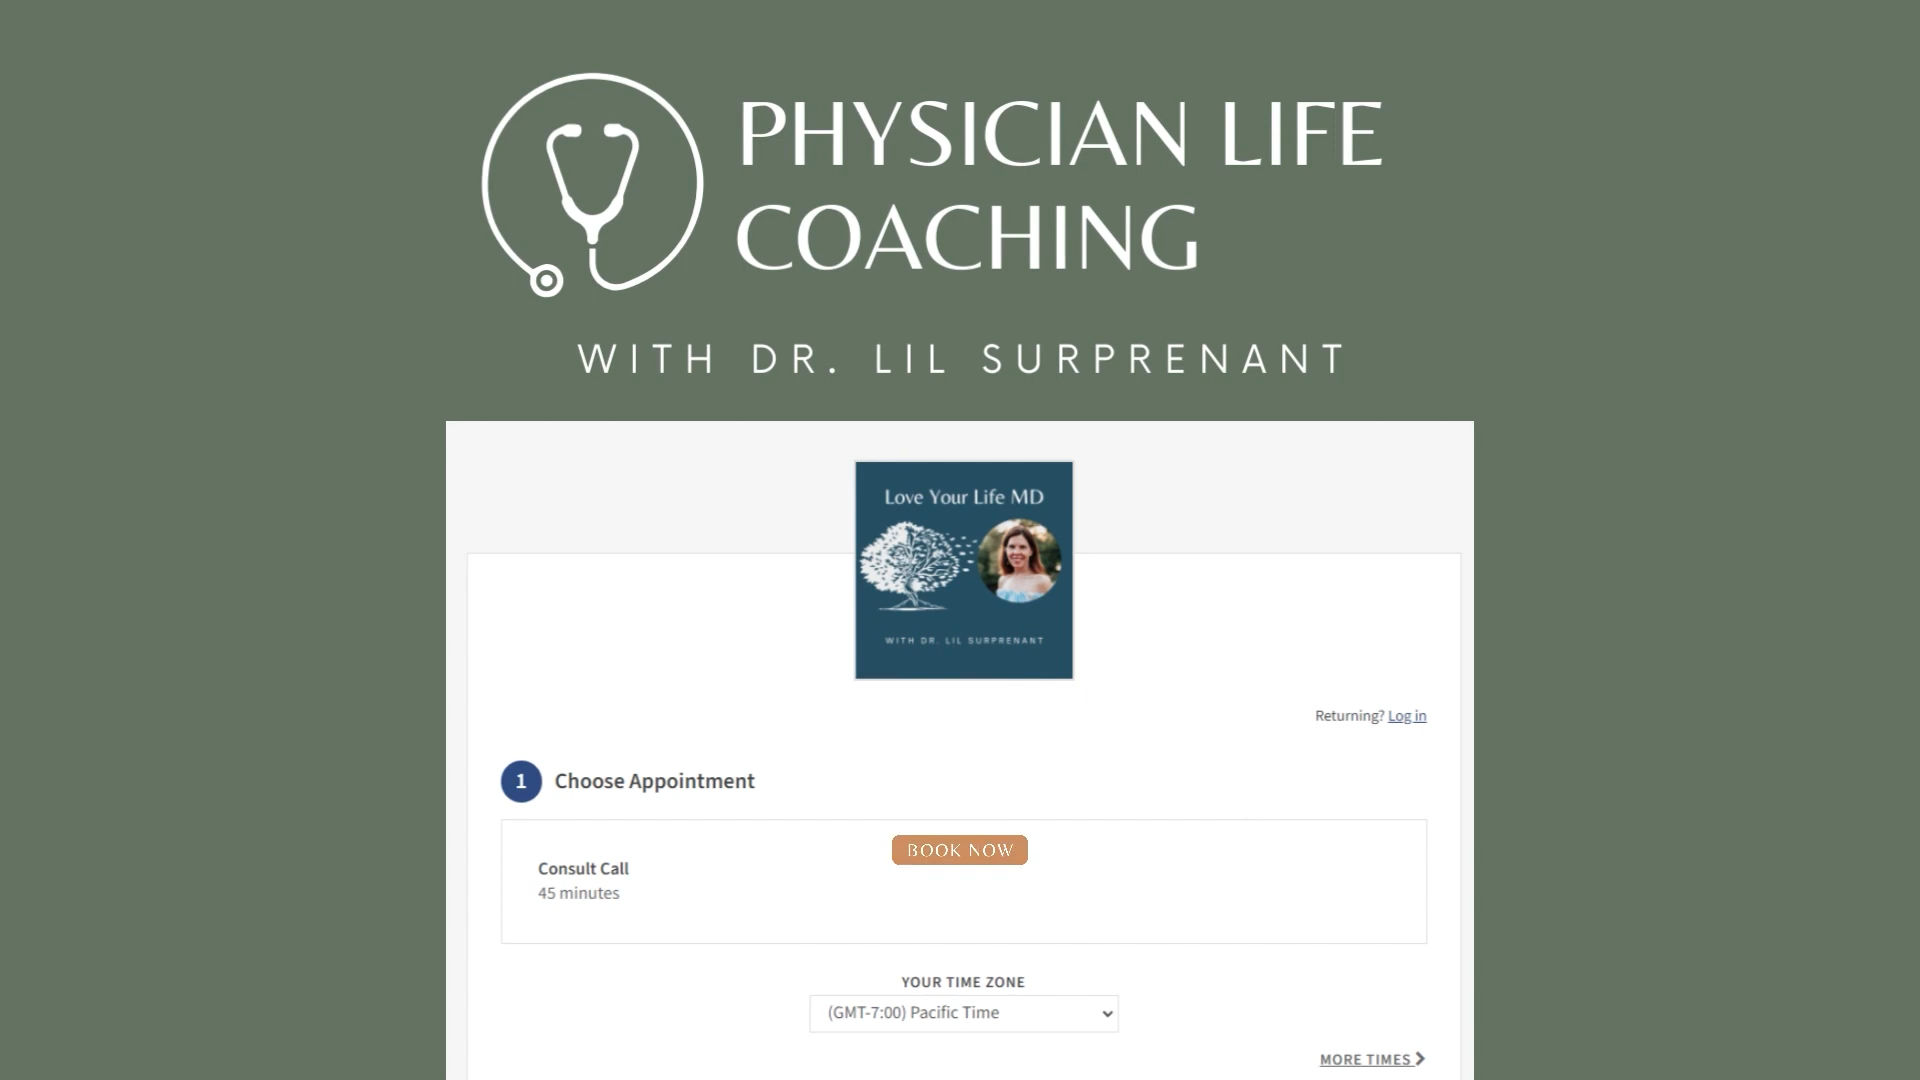 PHYSICIAN LIFE
COACHING
WITH DR. LIL SURPRENANT
Love Your Life MD
WITH DR. LIL SURPRENANT
Returning? Log in
1 Choose Appointment
BOOK NOW
Consult Call
45 minutes
YOUR TIME ZONE
(GMT-7:00) Pacific Time
MORE TIMES